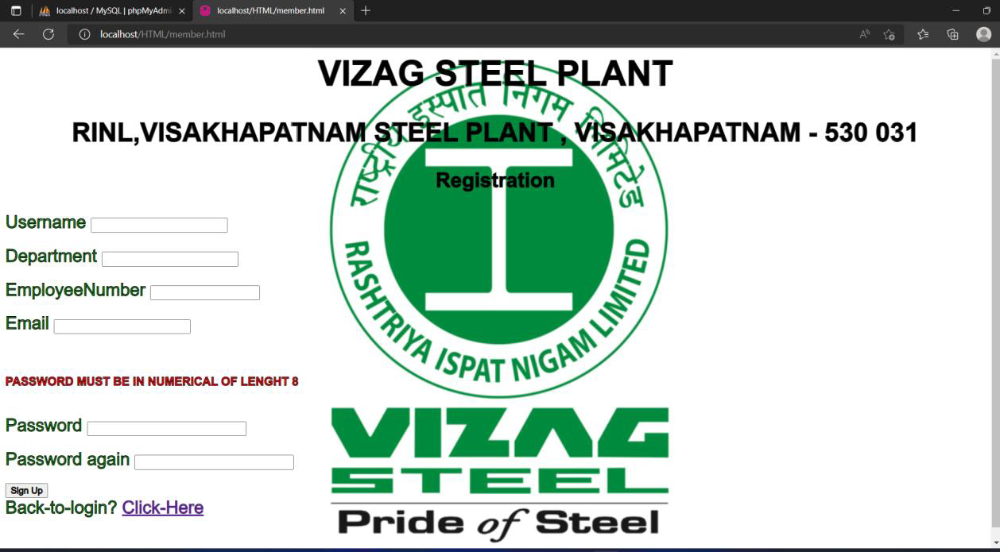 localhost / MySQL | phpMyAdmi
localhost/HTML/member.html
localhost/HTML/member.html
VIZAG STEEL PLANT
राष्ट्रीय इस्पात निगम लिमिटेड
RINL,VISAKHAPATNAM STEEL PLANT , VISAKHAPATNAM - 530 031
Registration
Username
Department
EmployeeNumber
Email
RASHTRIYA ISPAT NIGAM LIMITED
PASSWORD MUST BE IN NUMERICAL OF LENGHT 8
Password
Password again
Sign Up
Back-to-login? Click-Here
VIZAG
STEEL
Pride of Steel